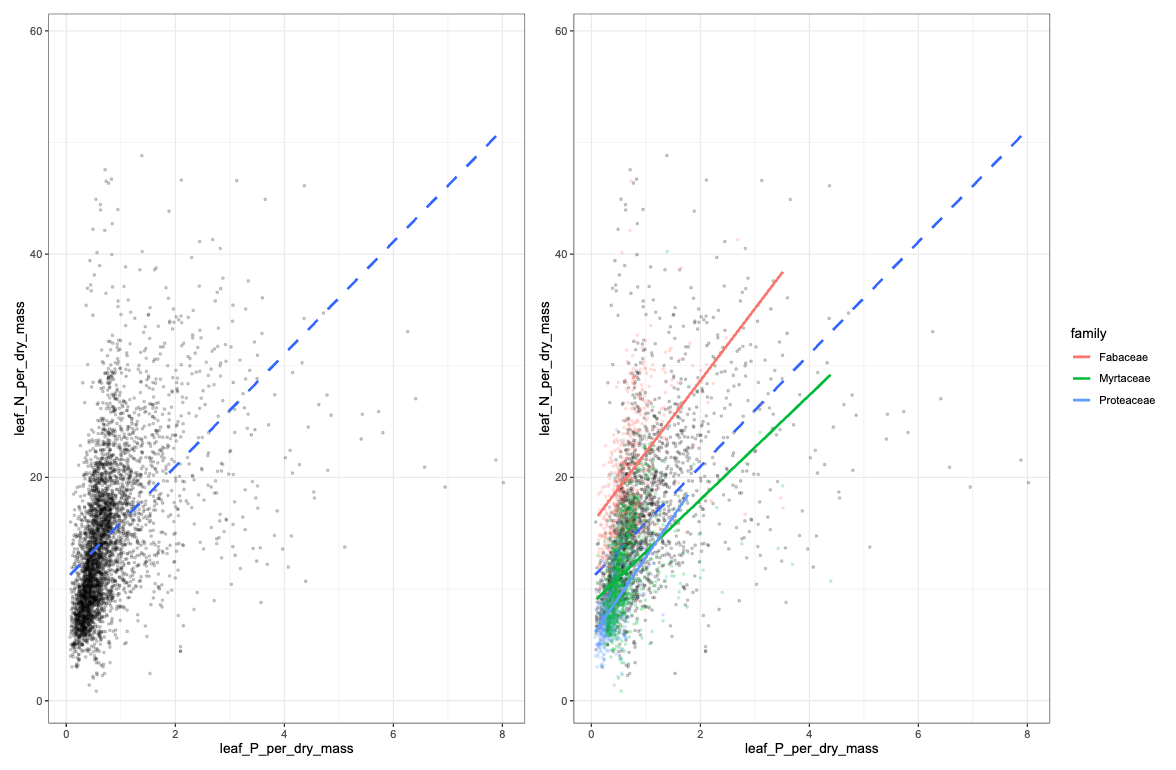 leaf_N_per_dry_mass
60
40
20
0
0 2 4 6 8
leaf_P_per_dry_mass
leaf_N_per_dry_mass
60
40
20
0
0 2 4 6 8
leaf_P_per_dry_mass
family
Fabaceae
Myrtaceae
Proteaceae